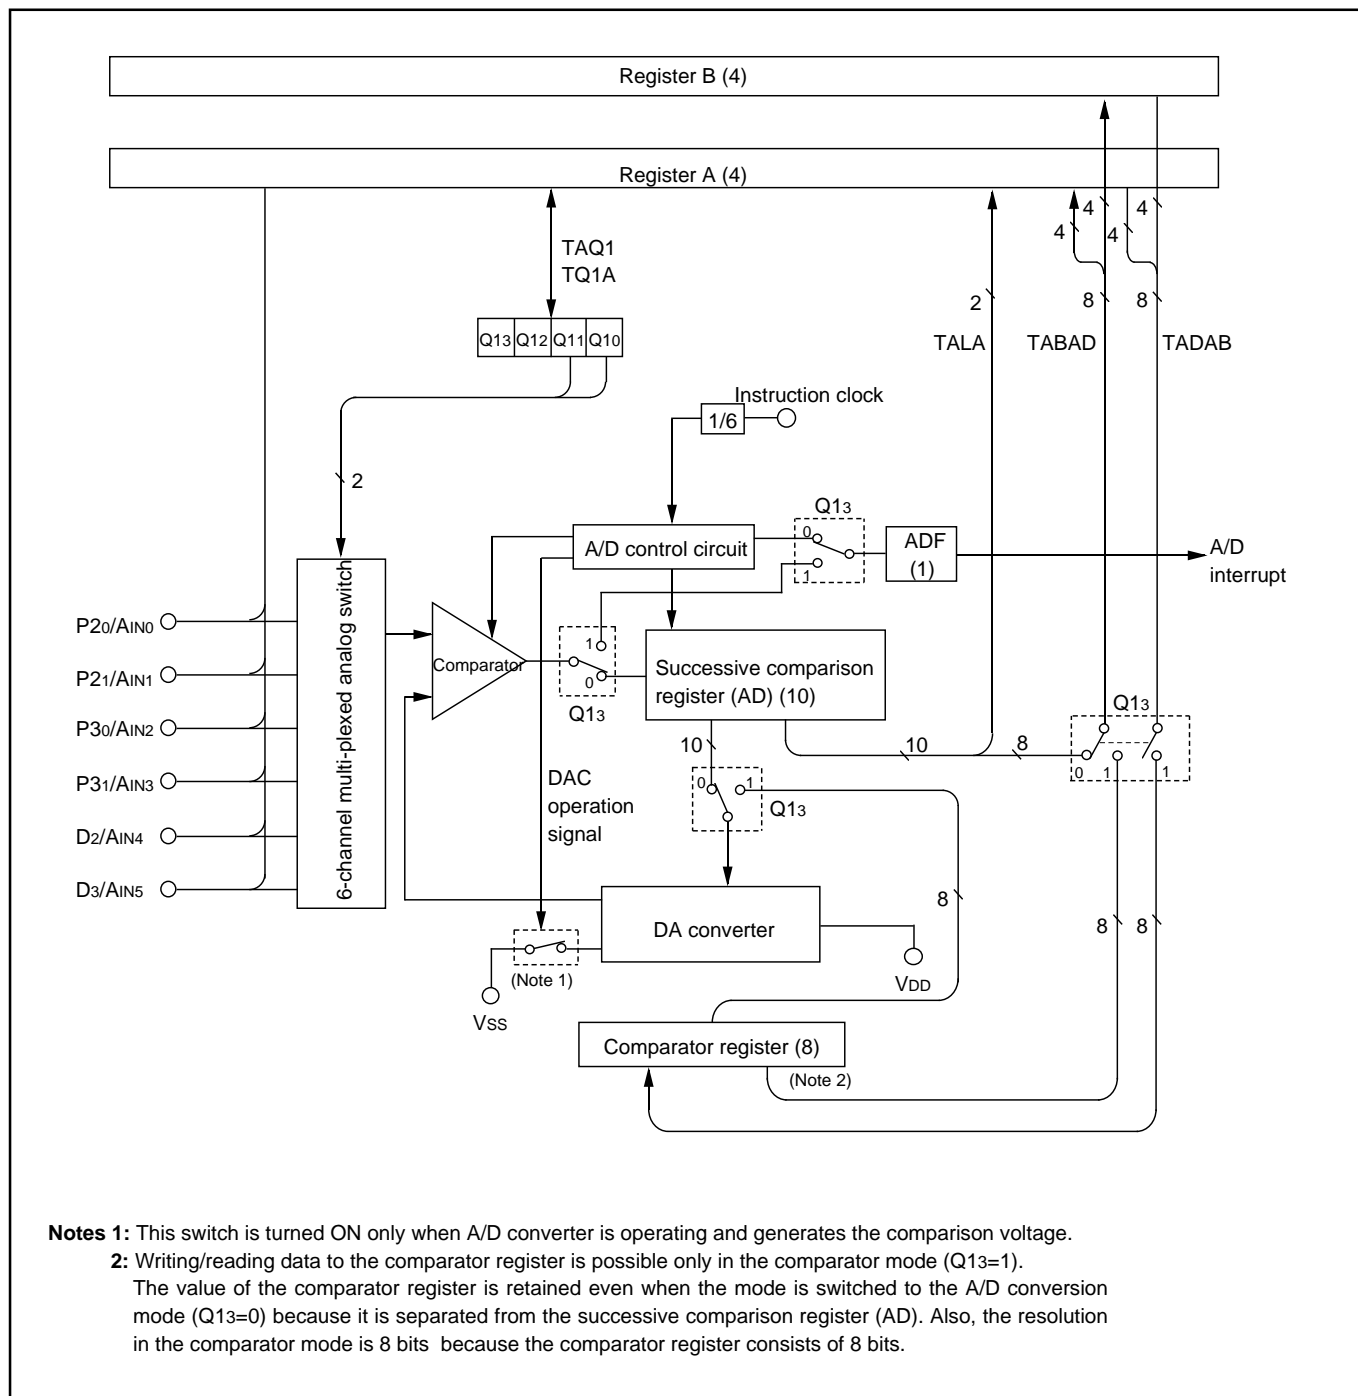 Register B (4)
Register A (4)
4
4
4
4
TAQ1
TQ1A
2
8
8
TALA
TABAD
TADAB
Q13
Q12
Q11
Q10
Instruction clock
1/6
2
Q13
0
1
A/D control circuit
ADF
(1)
A/D
interrupt
6-channel multi-plexed analog switch
P20/AIN0
P21/AIN1
P30/AIN2
P31/AIN3
D2/AIN4
D3/AIN5
Comparator
1
0
Q13
Successive comparison
register (AD) (10)
Q13
0
1
1
10
10
8
0
1
Q13
DAC
operation
signal
8
8
8
DA converter
(Note 1)
VSS
VDD
Comparator register (8)
(Note 2)
Notes 1: This switch is turned ON only when A/D converter is operating and generates the comparison voltage.
2: Writing/reading data to the comparator register is possible only in the comparator mode (Q13=1).
The value of the comparator register is retained even when the mode is switched to the A/D conversion
mode (Q13=0) because it is separated from the successive comparison register (AD). Also, the resolution
in the comparator mode is 8 bits because the comparator register consists of 8 bits.